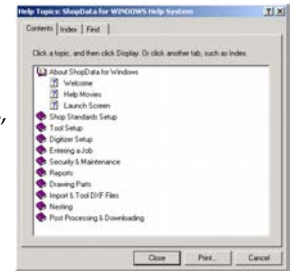 Help Topics: ShopData for WINDOWS Help System
Contents Index Find
Click a topic, and then click Display. Or click another tab, such as Index.
About ShopData for Windows
Welcome
Help Movies
Launch Screen
Shop Standards Setup
Tool Setup
Digitizer Setup
Entering a Job
Security & Maintenance
Reports
Drawing Parts
Import & Tool DXF Files
Nesting
Post Processing & Downloading
Close Print... Cancel